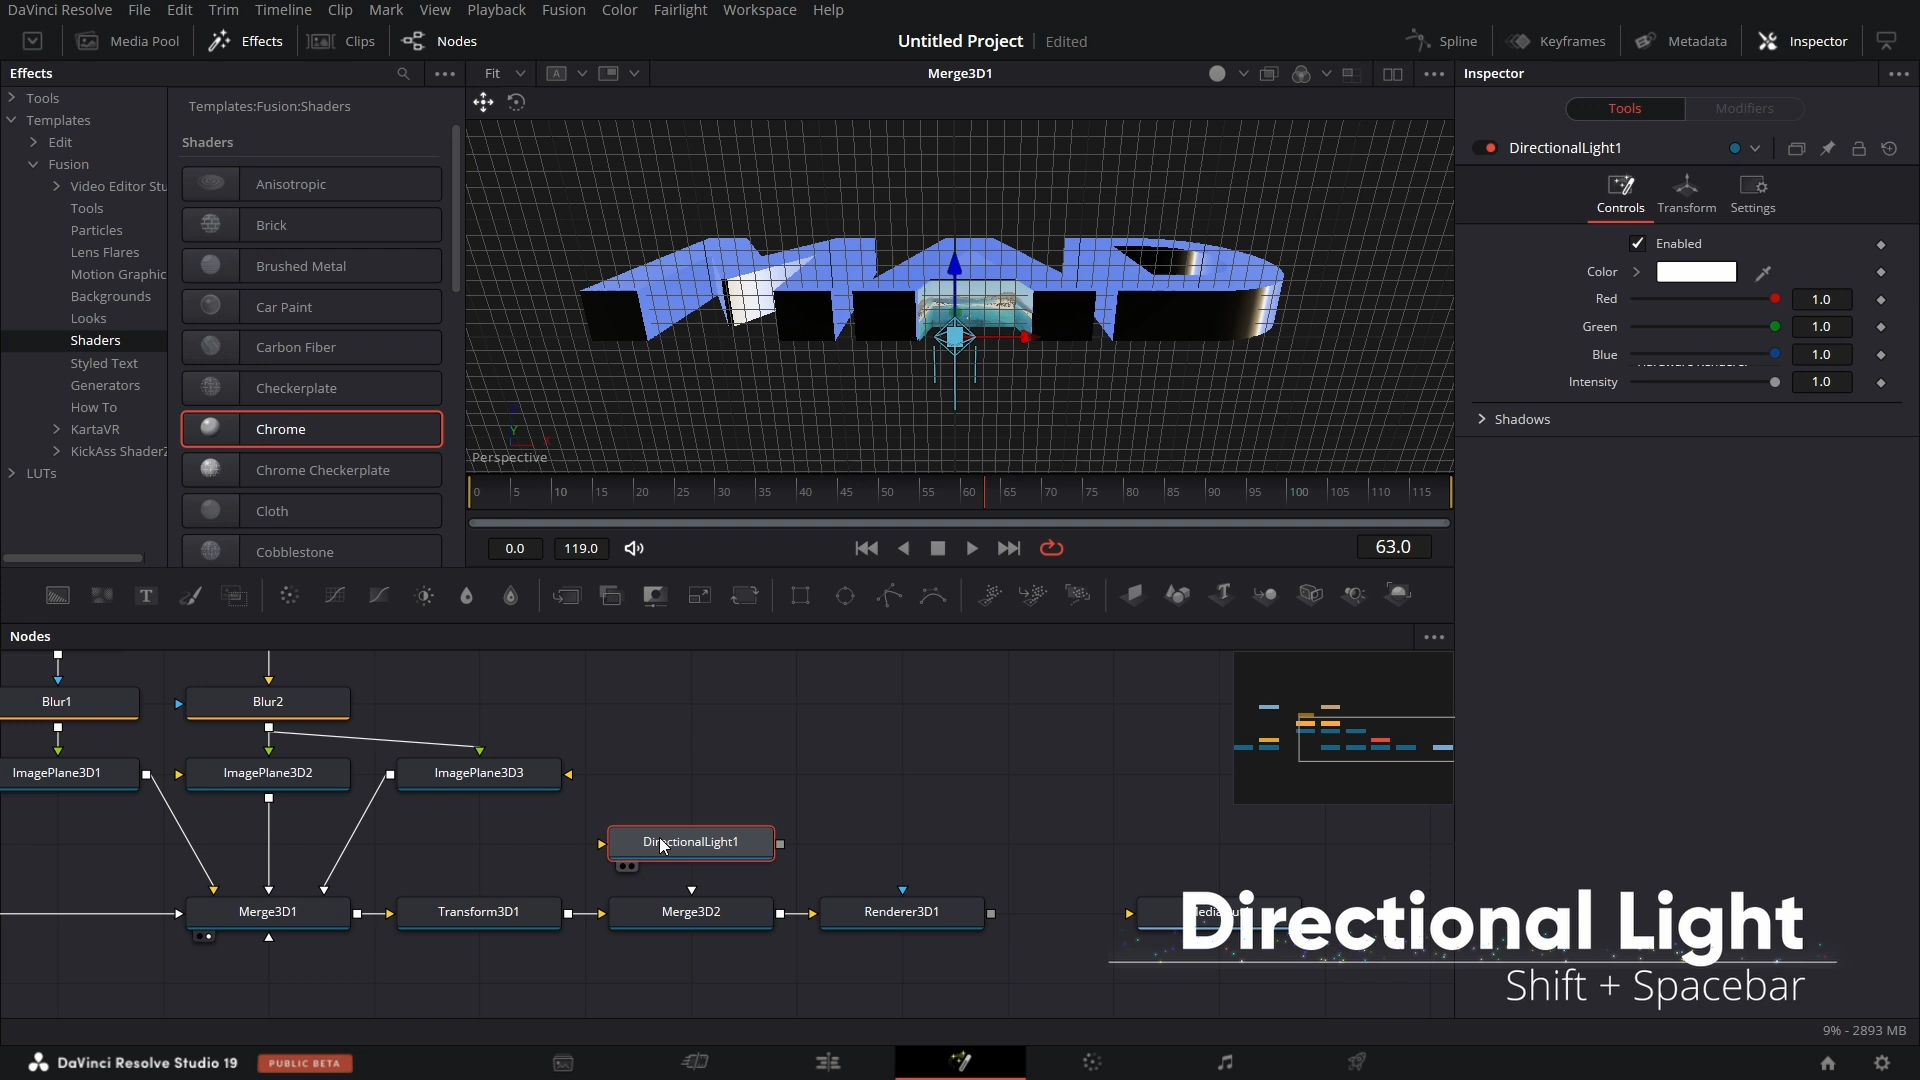 DaVinci Resolve File Edit Trim Timeline Clip Mark View Playback Fusion Color Fairlight Workspace Help
Media Pool Effects Clips Nodes Untitled Project Edited Spline Keyframes Metadata Inspector
Effects Fit A Merge3D1 Inspector
Tools
Templates
Edit
Fusion
Video Editor Stu
Tools
Particles
Lens Flares
Motion Graphic
Backgrounds
Looks
Shaders
Styled Text
Generators
How To
KartaVR
KickAss ShaderZ
LUTs
Templates:Fusion:Shaders
Shaders
Anisotropic
Brick
Brushed Metal
Car Paint
Carbon Fiber
Checkerplate
Chrome
Chrome Checkerplate
Cloth
Cobblestone
Y X
Perspective
0 5 10 15 20 25 30 35 40 45 50 55 60 65 70 75 80 85 90 95 100 105 110 115
0.0 119.0 63.0
Tools Modifiers
DirectionalLight1
Controls Transform Settings
Enabled
Color
Red 1.0
Green 1.0
Blue 1.0
Intensity 1.0
Shadows
T T
Nodes
Blur1 Blur2
ImagePlane3D1 ImagePlane3D2 ImagePlane3D3
DirectionalLight1
Merge3D1 Transform3D1 Merge3D2 Renderer3D1
Directional Light
Shift + Spacebar
9% - 2893 MB
DaVinci Resolve Studio 19 PUBLIC BETA